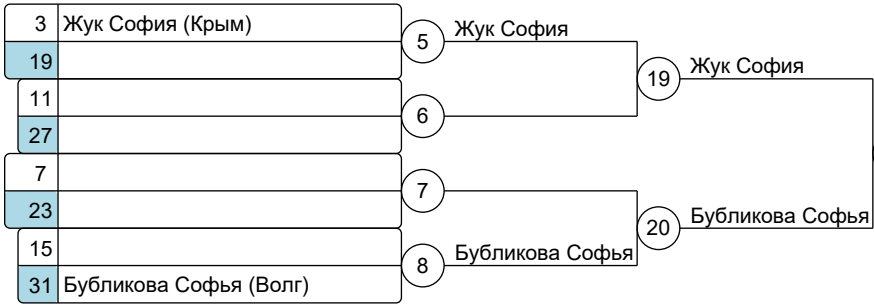 3 Жук София (Крым)
5 Жук София
19
19 Жук София
11
6
27
7
7
23
20 Бубликова Софья
15
8 Бубликова Софья
31 Бубликова Софья (Волг)